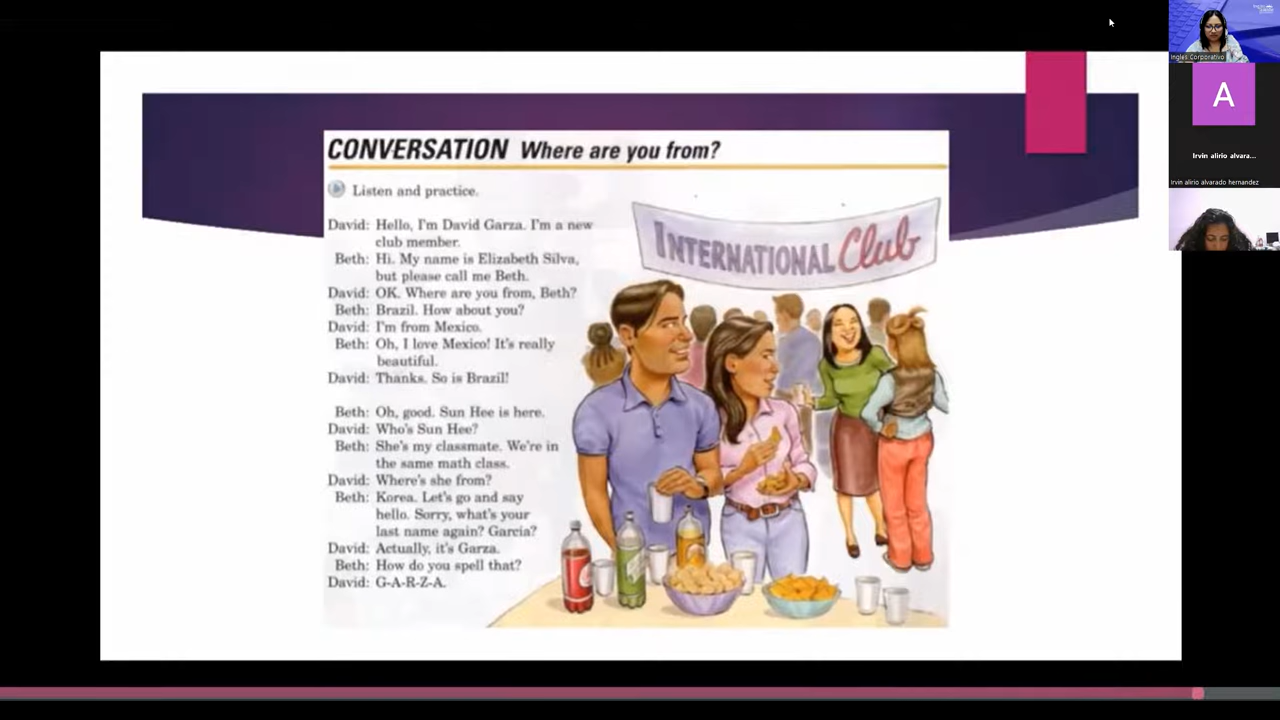 CONVERSATION Where are you from?
Listen and practice.
David: Hello, I'm David Garza. I'm a new
club member.
Beth: Hi. My name is Elizabeth Silva,
but please call me Beth.
David: OK. Where are you from, Beth?
Beth: Brazil. How about you?
David: I'm from Mexico.
Beth: Oh, I love Mexico! It's really
beautiful.
David: Thanks. So is Brazil!
Beth: Oh, good. Sun Hee is here.
David: Who's Sun Hee?
Beth: She's my classmate. We're in
the same math class.
David: Where's she from?
Beth: Korea. Let's go and say
hello. Sorry, what's your
last name again? Garcia?
David: Actually, it's Garza.
Beth: How do you spell that?
David: G-A-R-Z-A.
INTERNATIONAL Club
Ingles Corporativo
A
Irvin alirio alvara...
Irvin alirio alvarado hernandez